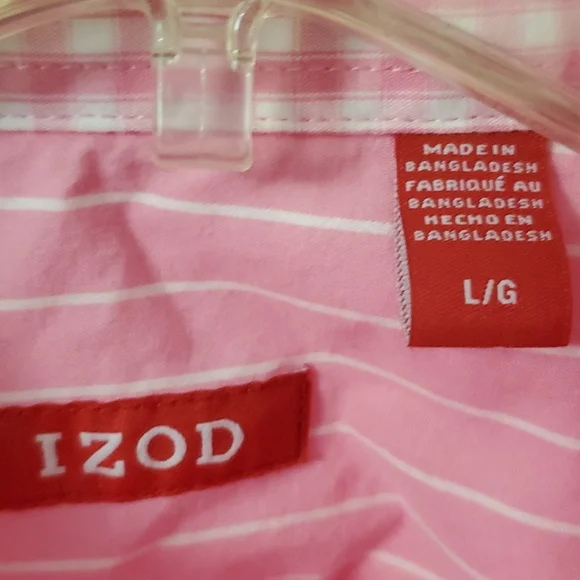 MADE IN
BANGLADESH
FABRIQUÉ AU
BANGLADESH
HECHO EN
BANGLADESH
L/G
IZOD